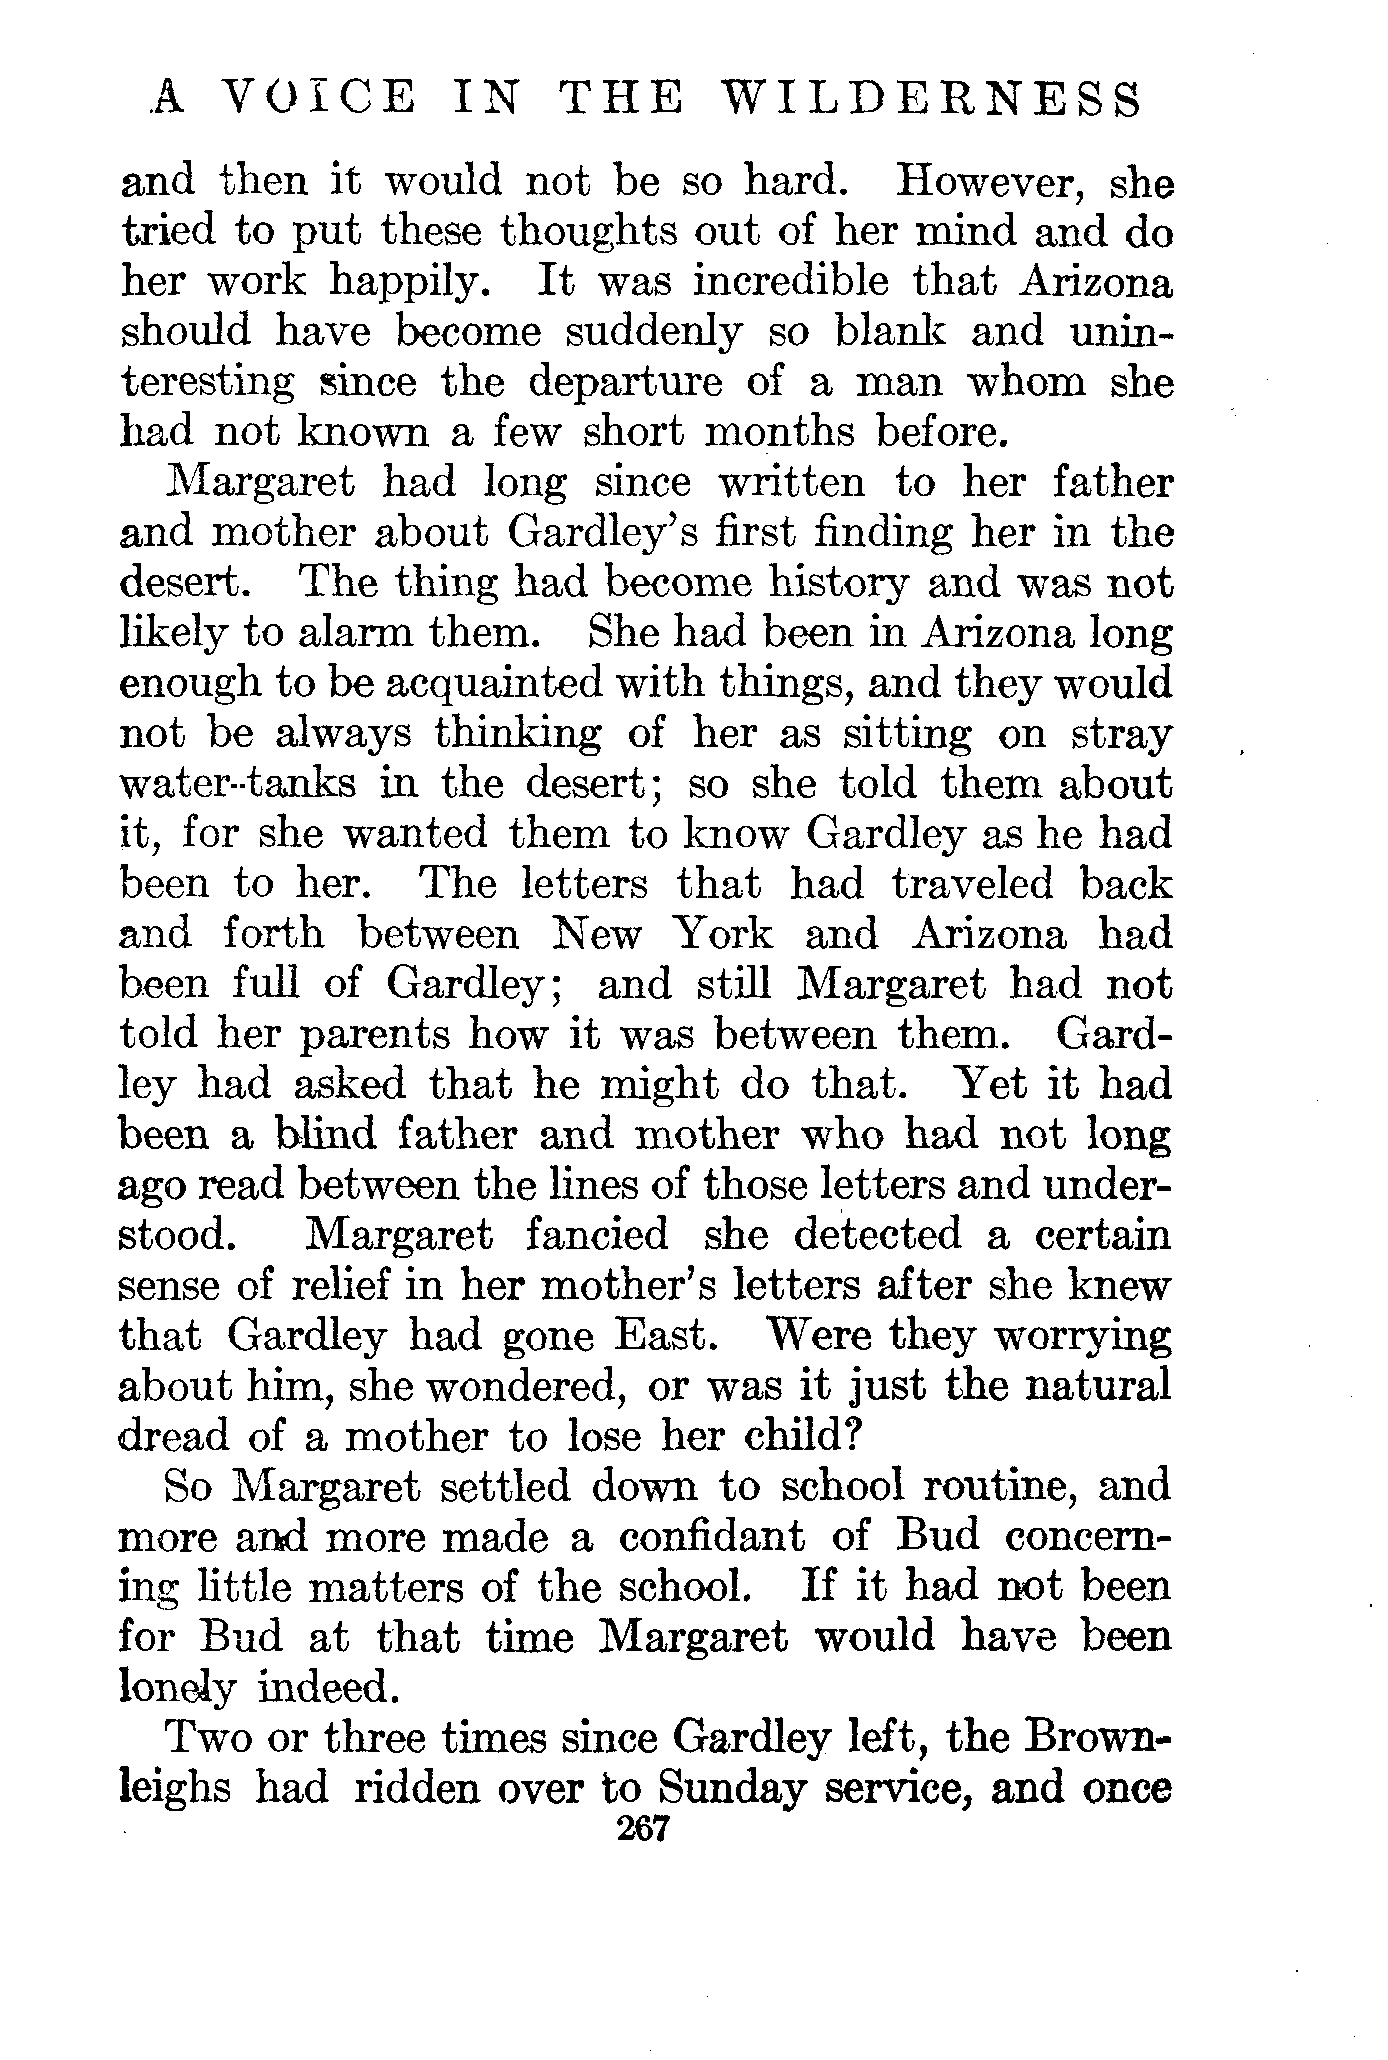 A VOICE IN THE WILDERNESS
and then it would not be so hard. However, she
tried to put these thoughts out of her mind and do
her work happily. It was incredible that Arizona
should have become suddenly so blank and unin-
teresting since the departure of a man whom she
had not known a few short months before.
Margaret had long since written to her father
and mother about Gardley's first finding her in the
desert. The thing had become history and was not
likely to alarm them. She had been in Arizona long
enough to be acquainted with things, and they would
not be always thinking of her as sitting on stray
water-tanks in the desert; so she told them about
it, for she wanted them to know Gardley as he had
been to her. The letters that had traveled back
and forth between New York and Arizona had
been full of Gardley; and still Margaret had not
told her parents how it was between them. Gard-
ley had asked that he might do that. Yet it had
been a blind father and mother who had not long
ago read between the lines of those letters and under-
stood. Margaret fancied she detected a certain
sense of relief in her mother's letters after she knew
that Gardley had gone East. Were they worrying
about him, she wondered, or was it just the natural
dread of a mother to lose her child?
So Margaret settled down to school routine, and
more and more made a confidant of Bud concern-
ing little matters of the school. If it had not been
for Bud at that time Margaret would have been
lonely indeed.
Two or three times since Gardley left, the Brown-
leighs had ridden over to Sunday service, and once
267